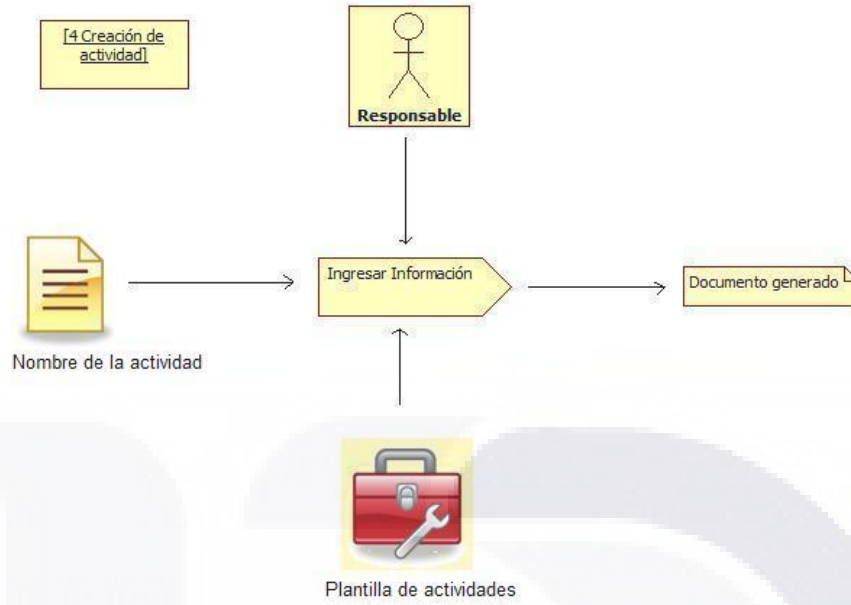 [4 Creación de
actividad]
Responsable
Ingresar Información
Documento generado
Nombre de la actividad
Plantilla de actividades